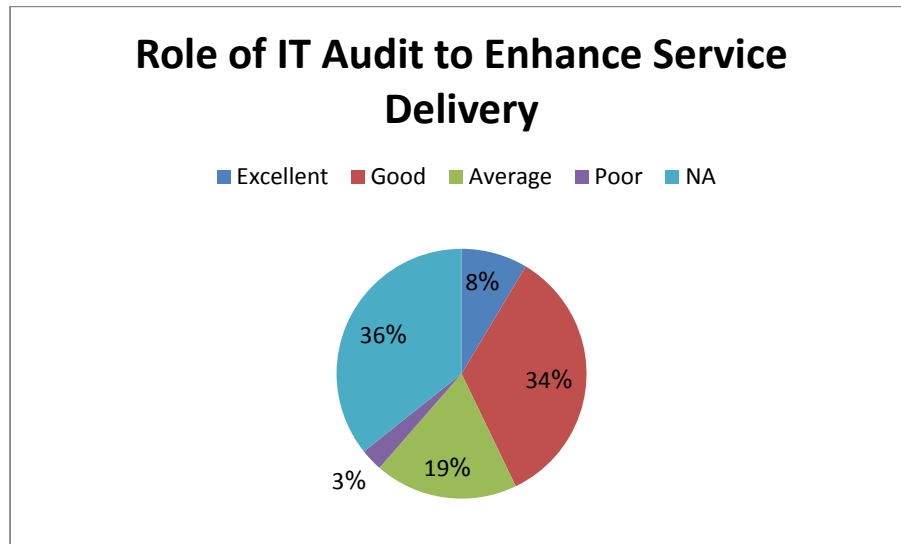 Role of IT Audit to Enhance Service
Delivery
Excellent Good Average Poor NA
8%
36%
34%
19%
3%